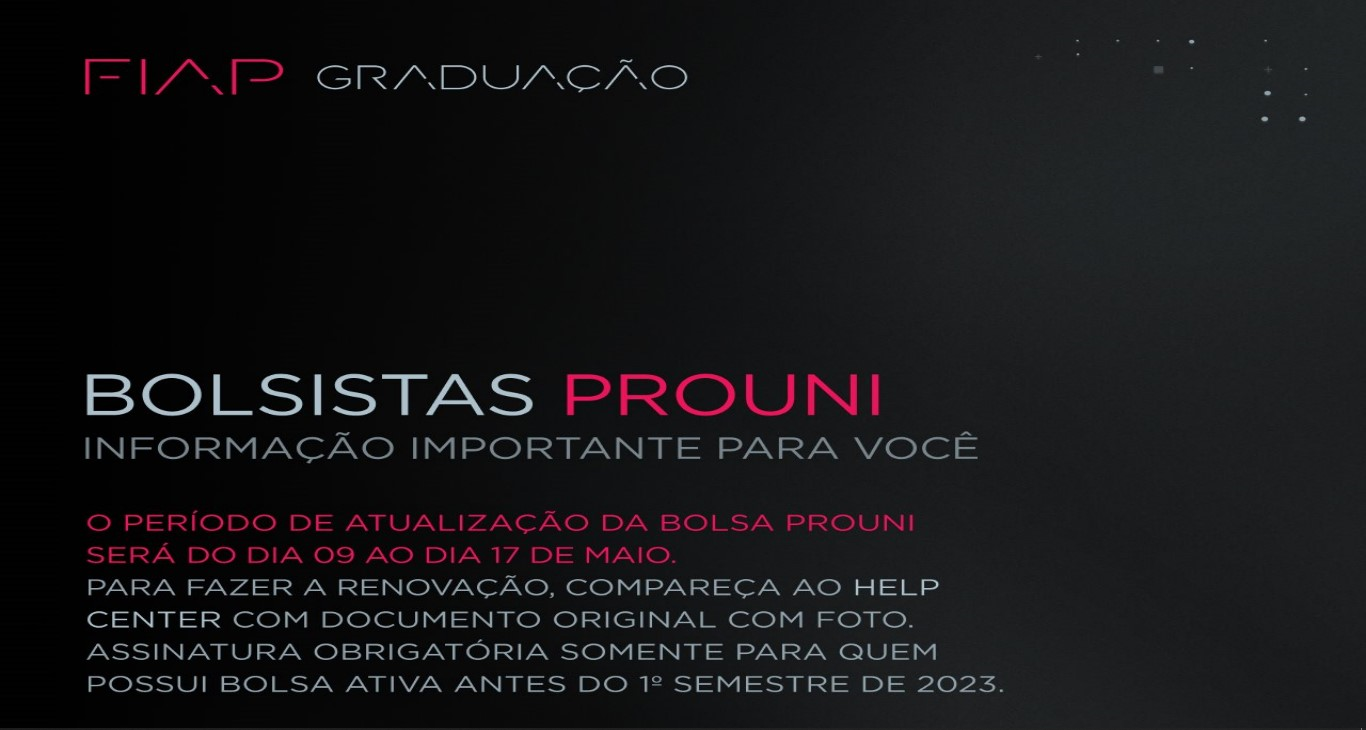 FIAP GRADUAÇÃO
BOLSISTAS PROUNI
INFORMAÇÃO IMPORTANTE PARA VOCÊ
O PERÍODO DE ATUALIZAÇÃO DA BOLSA PROUNI
SERÁ DO DIA 09 AO DIA 17 DE MAIO.
PARA FAZER A RENOVAÇÃO, COMPAREÇA AO HELP
CENTER COM DOCUMENTO ORIGINAL COM FOTO.
ASSINATURA OBRIGATÓRIA SOMENTE PARA QUEM
POSSUI BOLSA ATIVA ANTES DO 1º SEMESTRE DE 2023.